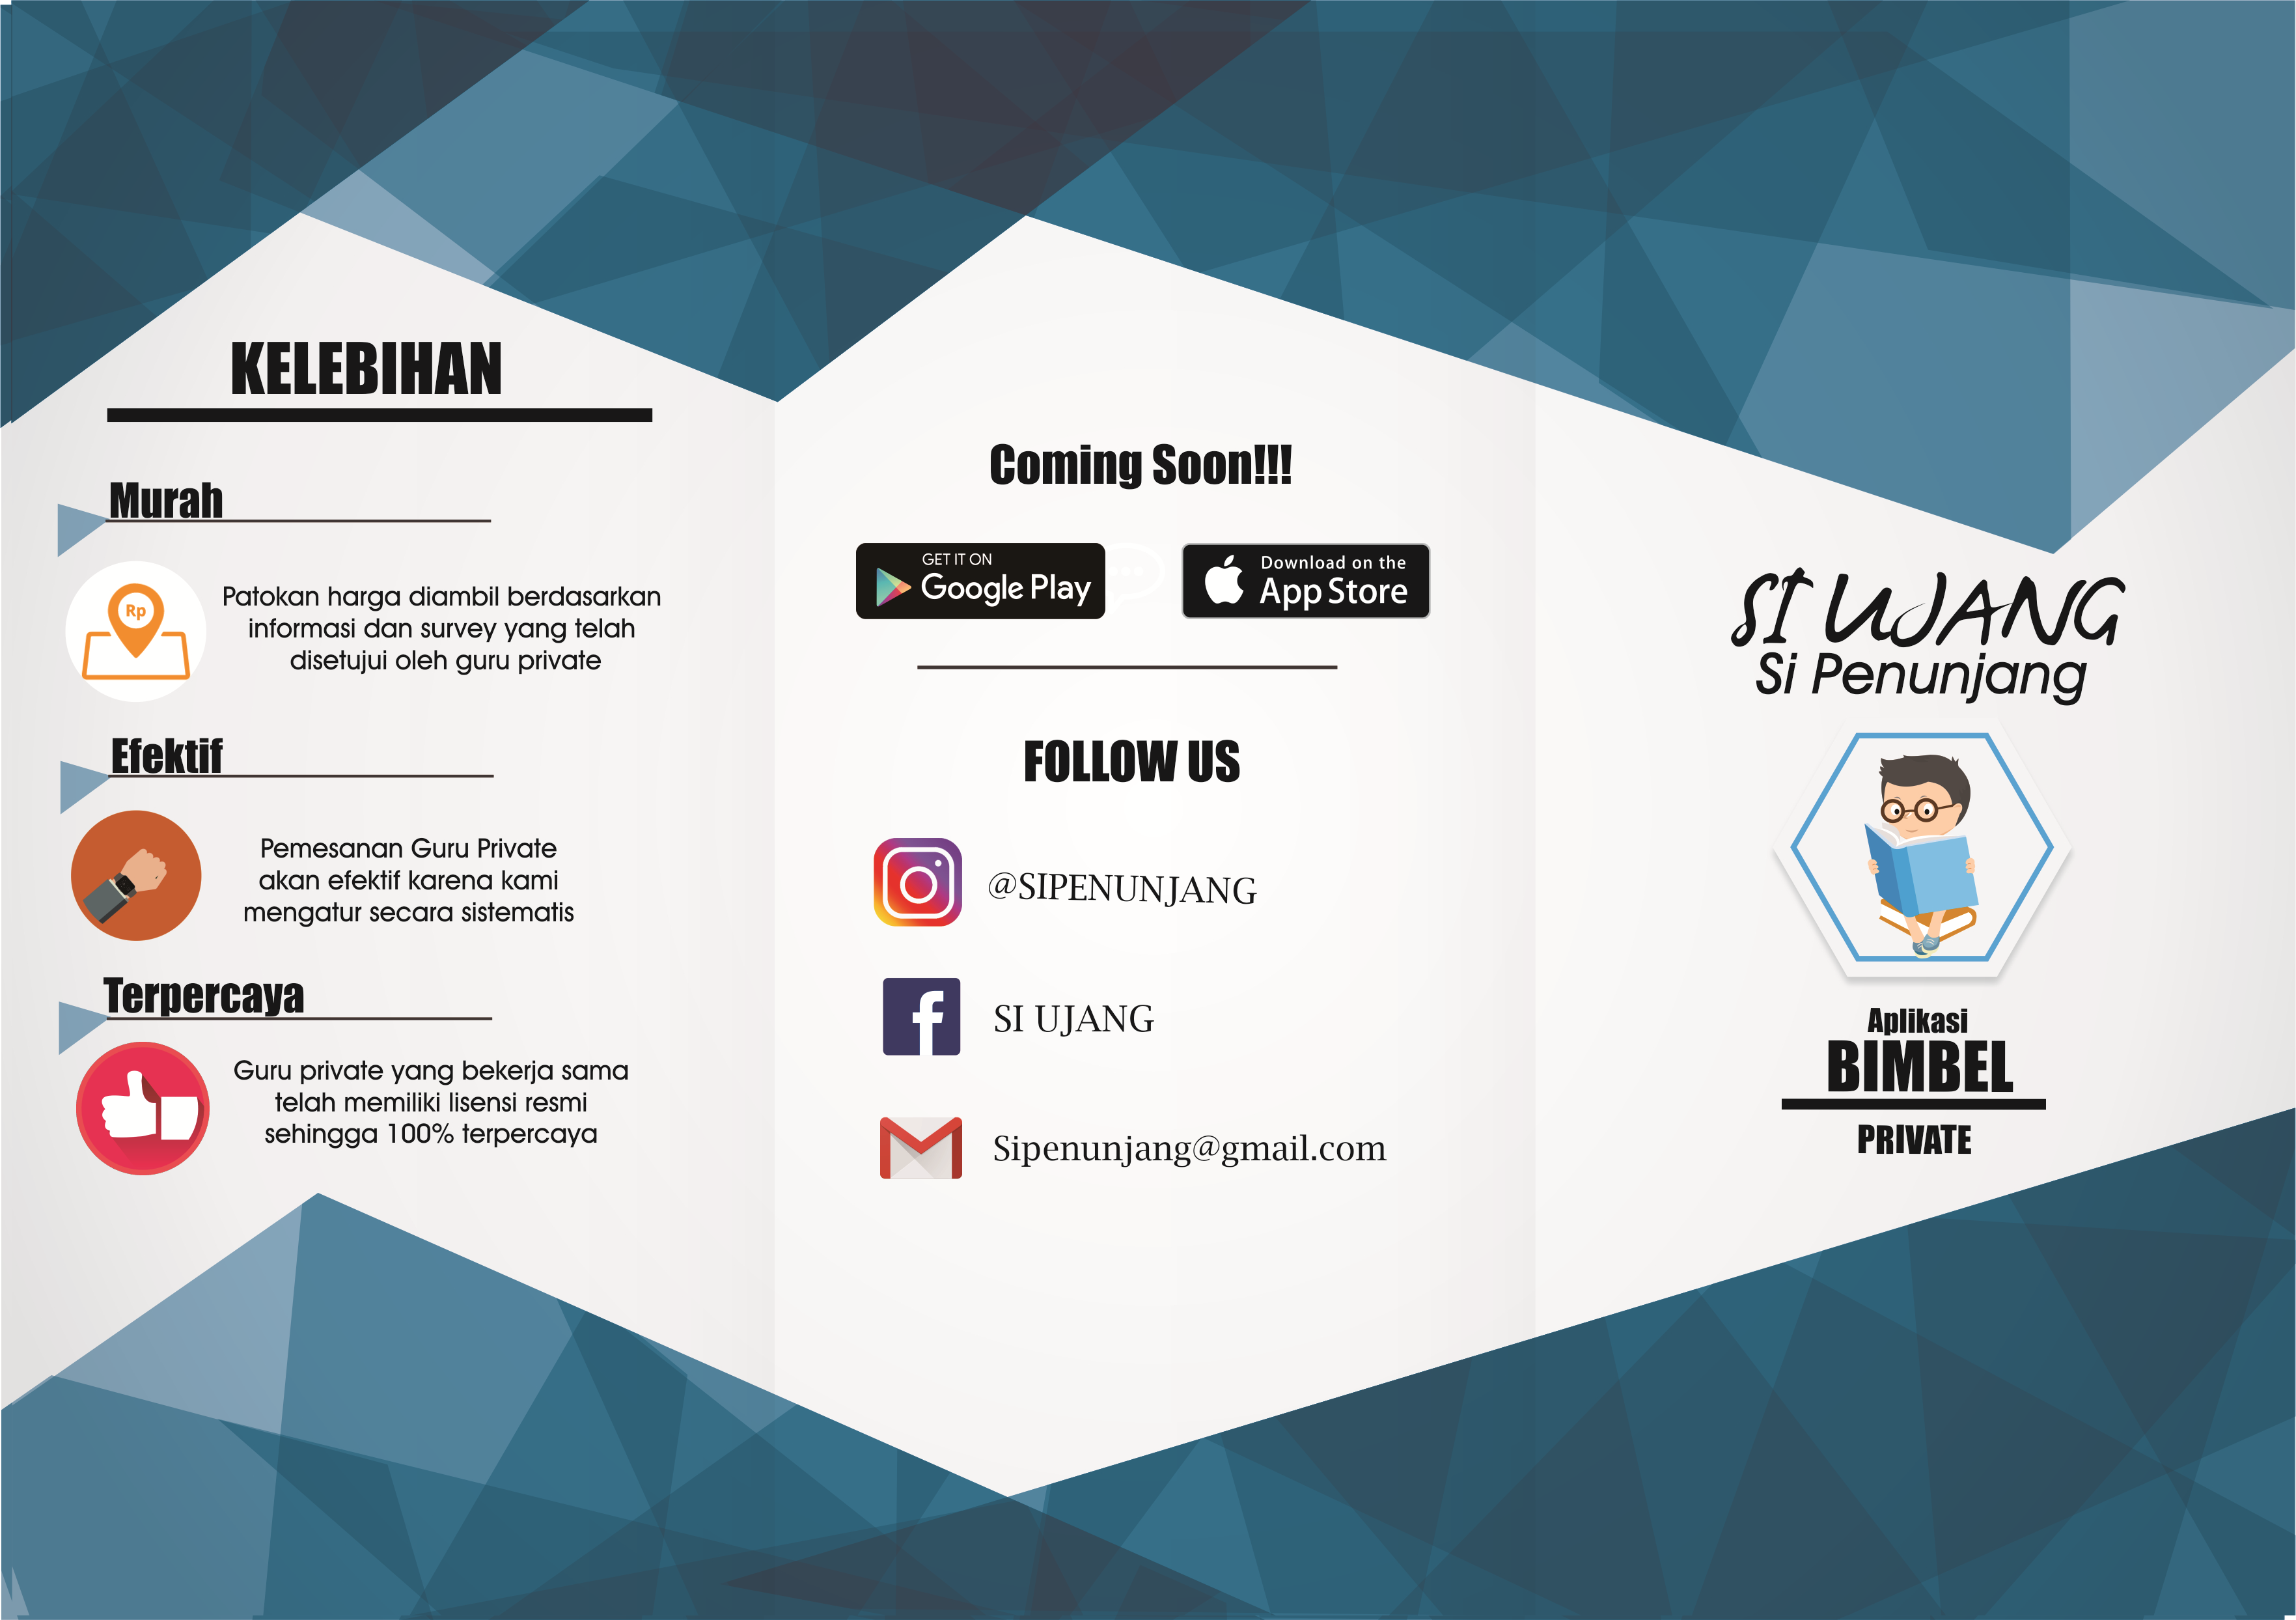 KELEBIHAN
Murah
Rp
Patokan harga diambil berdasarkan
informasi dan survey yang telah
disetujui oleh guru private
Efektif
Pemesanan Guru Private
akan efektif karena kami
mengatur secara sistematis
Terpercaya
Guru private yang bekerja sama
telah memiliki lisensi resmi
sehingga 100% terpercaya
Coming Soon!!!
GET IT ON
Google Play
Download on the
App Store
FOLLOW US
@SIPENUNJANG
SI UJANG
Sipenunjang@gmail.com
SI UJANG
Si Penunjang
Aplikasi
BIMBEL
PRIVATE